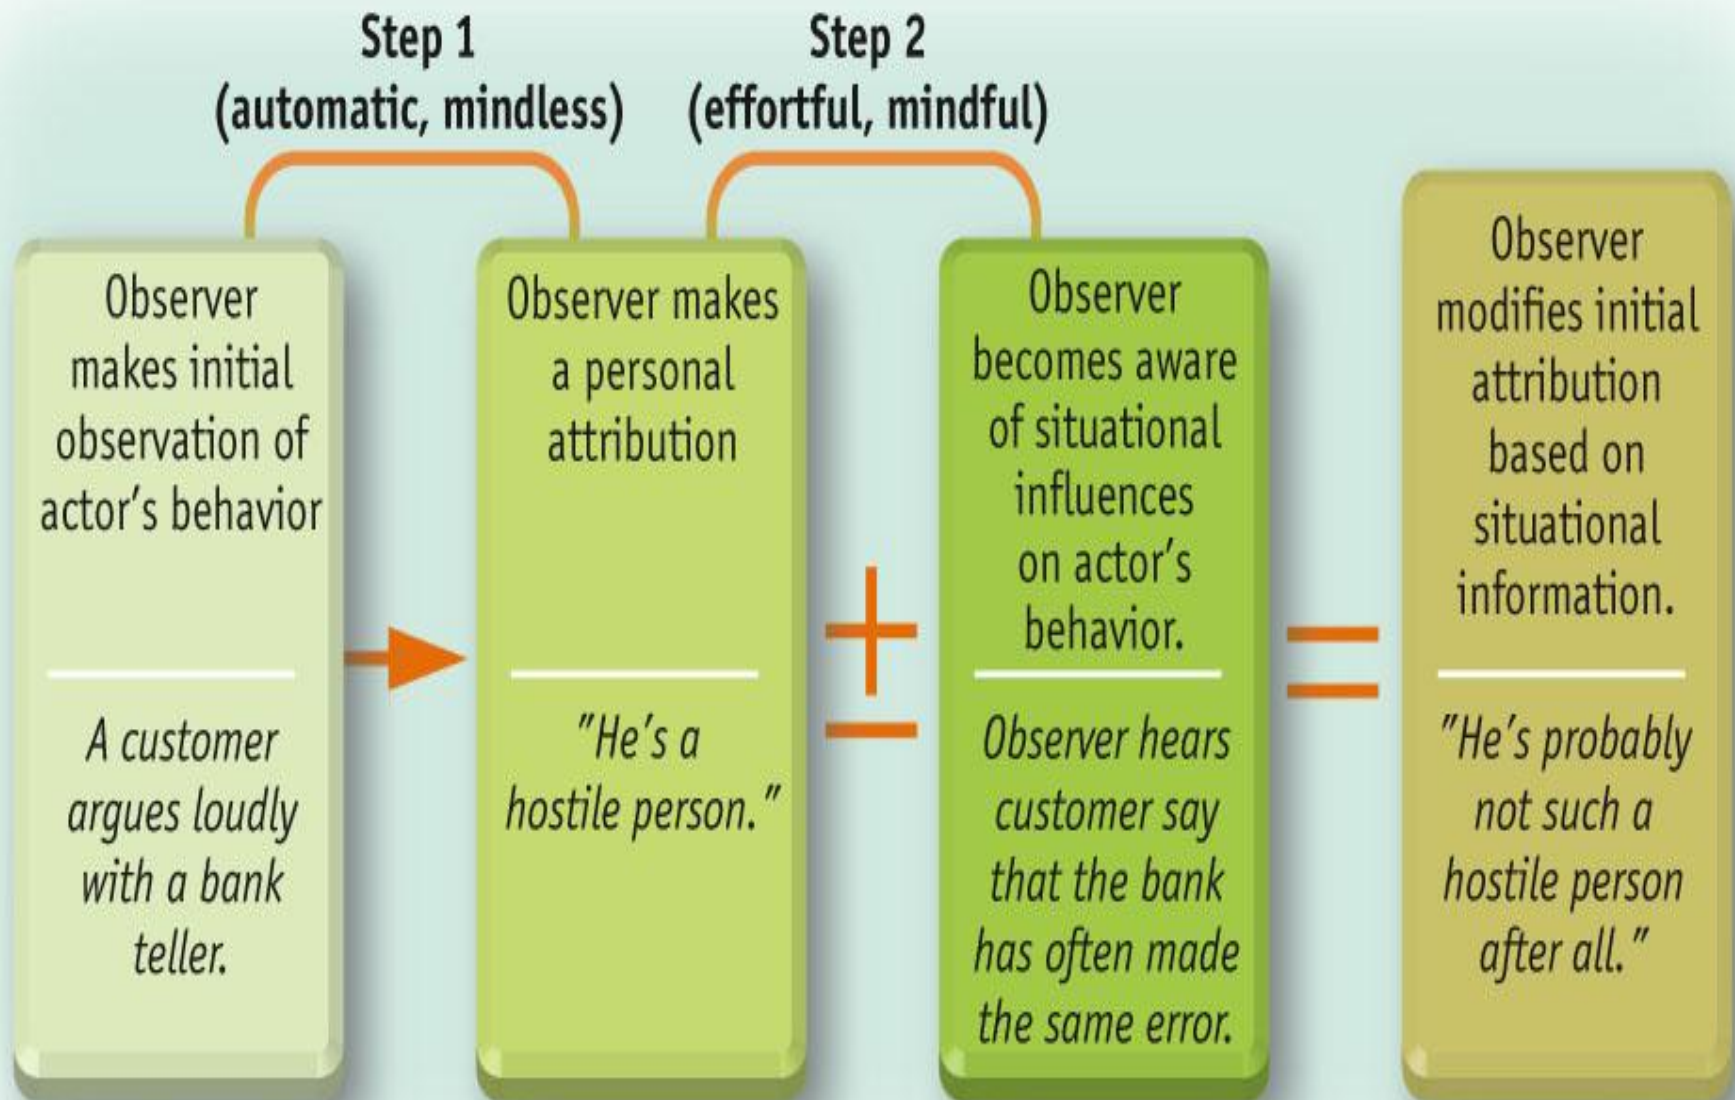 Step 1
(automatic, mindless)
Step 2
(effortful, mindful)
Observer
makes initial
observation of
actor's behavior
A customer
argues loudly
with a bank
teller.
Observer makes
a personal
attribution
"He's a
hostile person."
+
−
Observer
becomes aware
of situational
influences
on actor's
behavior.
Observer hears
customer say
that the bank
has often made
the same error.
=
Observer
modifies initial
attribution
based on
situational
information.
"He's probably
not such a
hostile person
after all."